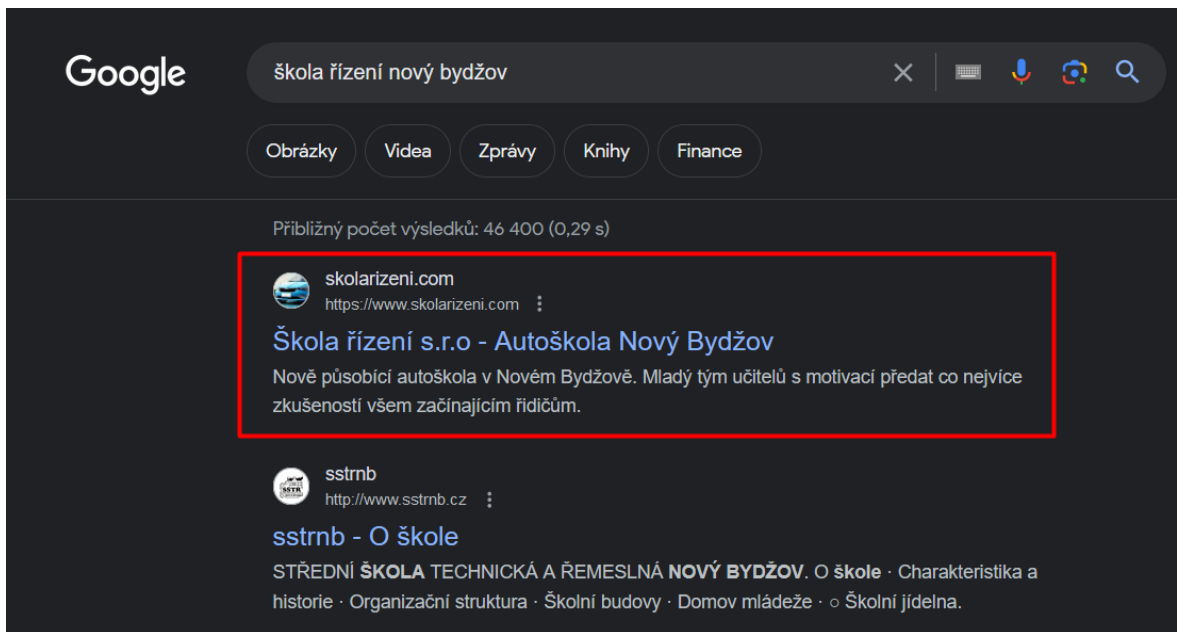 Google
škola řízení nový bydžov
Obrázky
Videa
Zprávy
Knihy
Finance
Přibližný počet výsledků: 46 400 (0,29 s)
skolarizeni.com
https://www.skolarizeni.com
Škola řízení s.r.o - Autoškola Nový Bydžov
Nově působící autoškola v Novém Bydžově. Mladý tým učitelů s motivací předat co nejvíce
zkušeností všem začínajícím řidičům.
SSTR
sstrnb
http://www.sstrnb.cz
sstrnb - O škole
STŘEDNÍ ŠKOLA TECHNICKÁ A ŘEMESLNÁ NOVÝ BYDŽOV. O škole · Charakteristika a
historie · Organizační struktura · Školní budovy · Domov mládeže · ○ Školní jídelna.